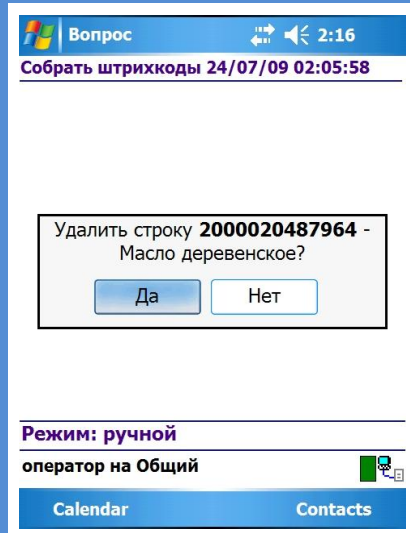 Вопрос 2:16
Собрать штрихкоды 24/07/09 02:05:58
Удалить строку 2000020487964 -
Масло деревенское?
Да Нет
Режим: ручной
оператор на Общий
Calendar Contacts